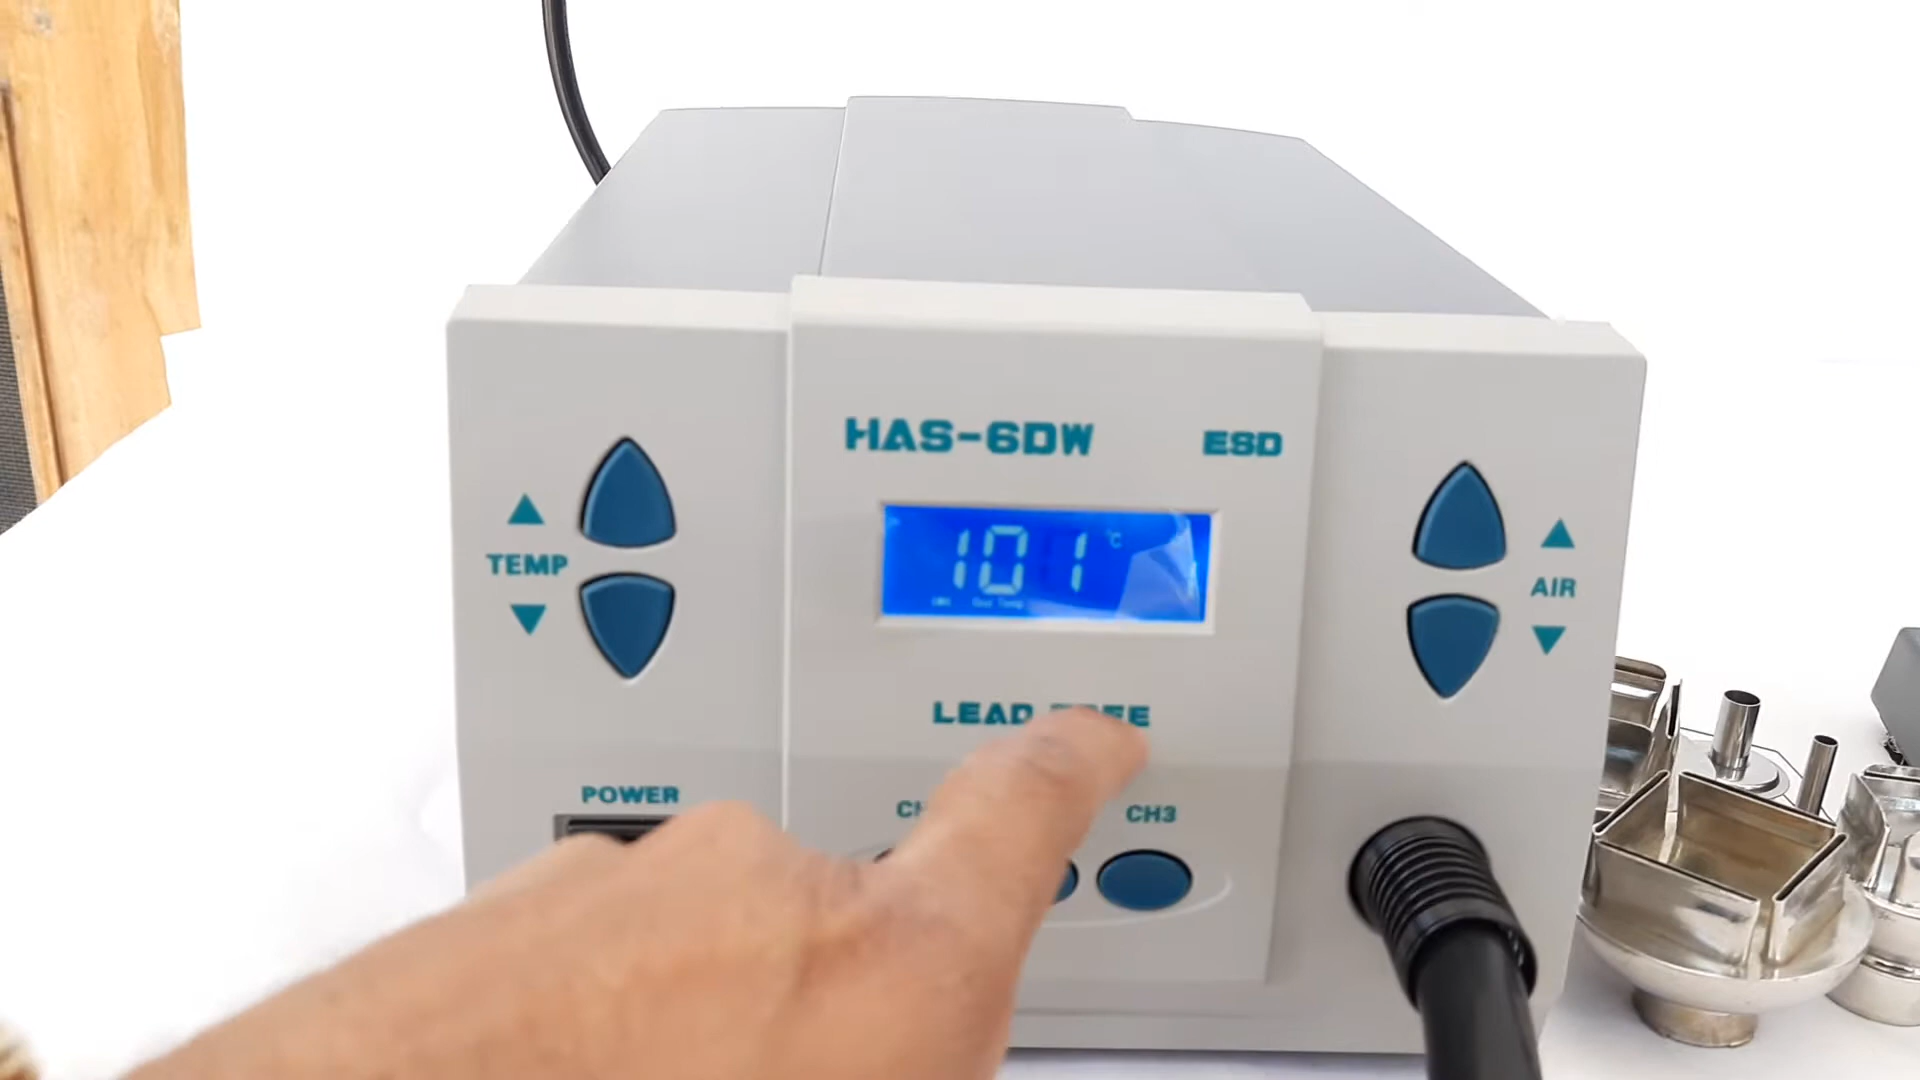 HAS-6DW ESD
101 °C
▲
TEMP
▼
▲
AIR
▼
LEAD
POWER
CH3